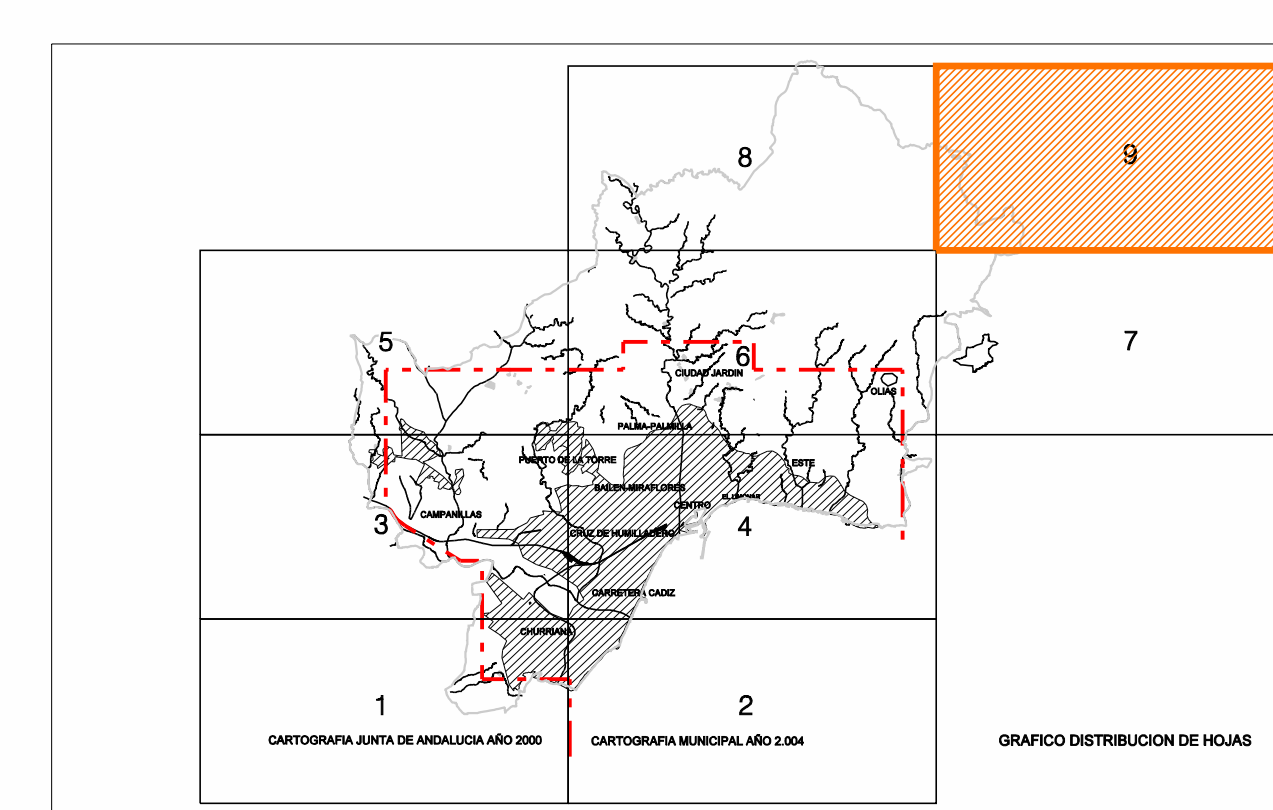 8
9
5
6
7
CIUDAD JARDIN
OLIAS
PALMA-PALMILLA
PUERTO DE LA TORRE
ESTE
BAILEN-MIRAFLORES
EL LIMONAR
CENTRO
CAMPANILLAS
3
4
CRUZ DE HUMILLADERO
CARRETERA CADIZ
CHURRIANA
1
2
CARTOGRAFIA JUNTA DE ANDALUCIA AÑO 2000
CARTOGRAFIA MUNICIPAL AÑO 2.004
GRAFICO DISTRIBUCION DE HOJAS